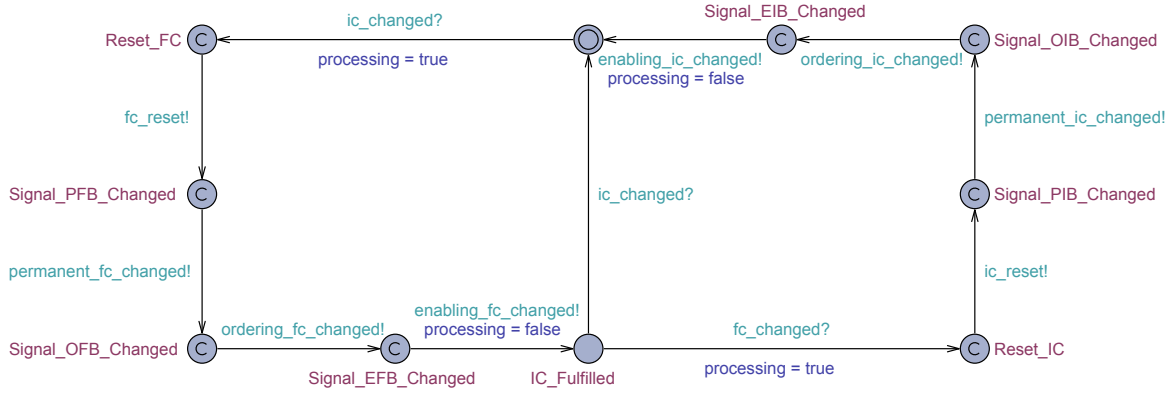 Signal_EIB_Changed
ic_changed?
Reset_FC
C
C
C
Signal_OIB_Changed
processing = true
enabling_ic_changed!
ordering_ic_changed!
processing = false
fc_reset!
permanent_ic_changed!
Signal_PFB_Changed
C
ic_changed?
C
Signal_PIB_Changed
permanent_fc_changed!
ic_reset!
enabling_fc_changed!
ordering_fc_changed!
processing = false
fc_changed?
Signal_OFB_Changed
C
C
C
Reset_IC
processing = true
Signal_EFB_Changed
IC_Fulfilled